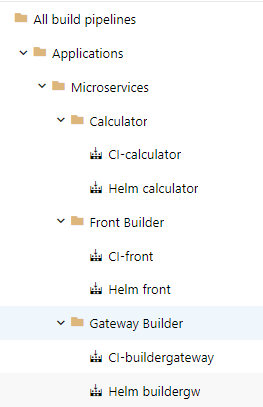 All build pipelines
Applications
Microservices
Calculator
CI-calculator
Helm calculator
Front Builder
CI-front
Helm front
Gateway Builder
CI-buildergateway
Helm buildergw